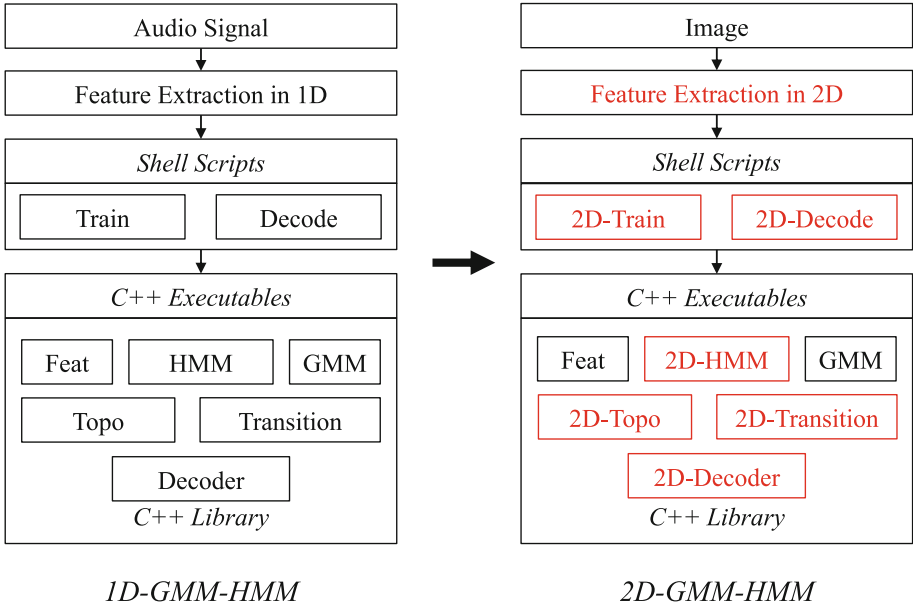 Audio Signal
Feature Extraction in 1D
Shell Scripts
Train
Decode
C++ Executables
Feat
HMM
GMM
Topo
Transition
Decoder
C++ Library
1D-GMM-HMM
Image
Feature Extraction in 2D
Shell Scripts
2D-Train
2D-Decode
C++ Executables
Feat
2D-HMM
GMM
2D-Topo
2D-Transition
2D-Decoder
C++ Library
2D-GMM-HMM